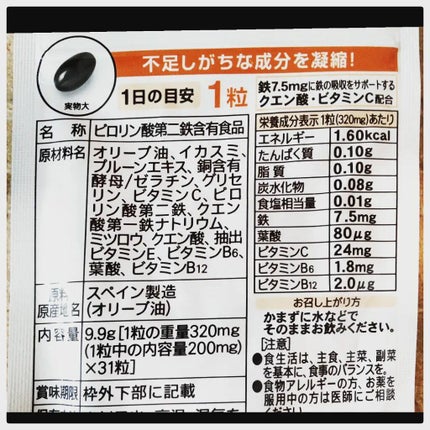 不足しがちな成分を凝縮!
実物大
1日の目安 1粒
鉄7.5mgに鉄の吸収をサポートする
クエン酸・ビタミンC配合
名 称 ピロリン酸第二鉄含有食品
原材料名 オリーブ油、イカスミ、
プルーンエキス、銅含有
酵母/ゼラチン、グリセ
リン、ビタミンC、ピロ
リン酸第二鉄、クエン
酸第一鉄ナトリウム、
ミツロウ、クエン酸、抽出
ビタミンE、ビタミンB6、
葉酸、ビタミンB12
原料
原産地名 スペイン製造
(オリーブ油)
内容量 9.9g [1粒の重量320mg
(1粒中の内容量200mg)
×31粒]
賞味期限 枠外下部に記載
栄養成分表示 1粒(320mg)あたり
エネルギー 1.60kcal
たんぱく質 0.10g
脂質 0.10g
炭水化物 0.08g
食塩相当量 0.01g
鉄 7.5mg
葉酸 80μg
ビタミンC 24mg
ビタミンB6 1.8mg
ビタミンB12 2.0μg
お召し上がり方
かまずに水などで
そのままお飲みください。
[注意]
●食生活は、主食、主菜、副菜
を基本に、食事のバランスを。
●食物アレルギーの方、お薬を
服用中の方は医師にご相談
ください